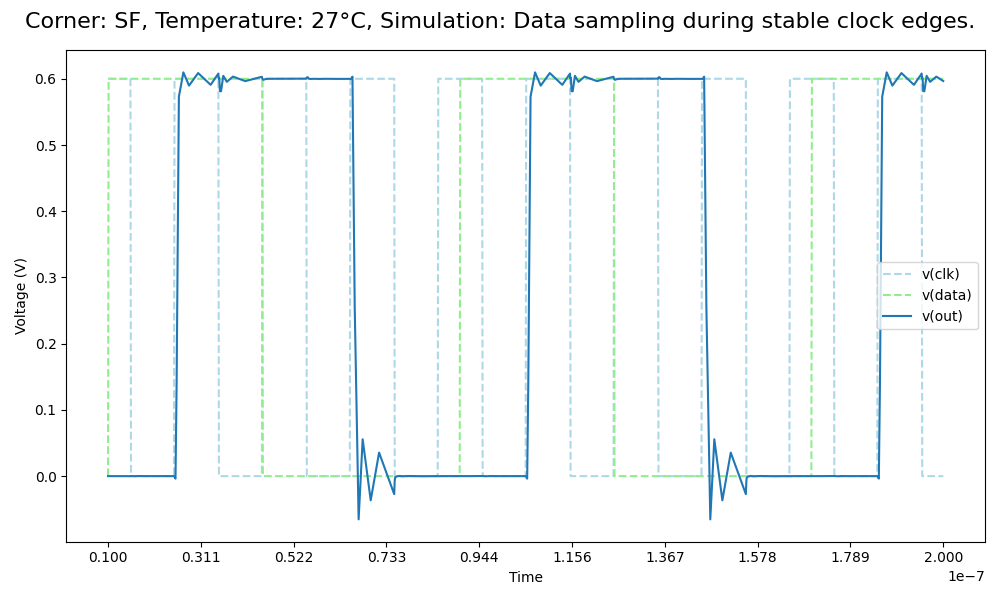 Corner: SF, Temperature: 27°C, Simulation: Data sampling during stable clock edges.
Voltage (V)
0.6
0.5
0.4
0.3
0.2
0.1
0.0
v(clk)
v(data)
v(out)
0.100 0.311 0.522 0.733 0.944 1.156 1.367 1.578 1.789 2.000
Time
1e−7